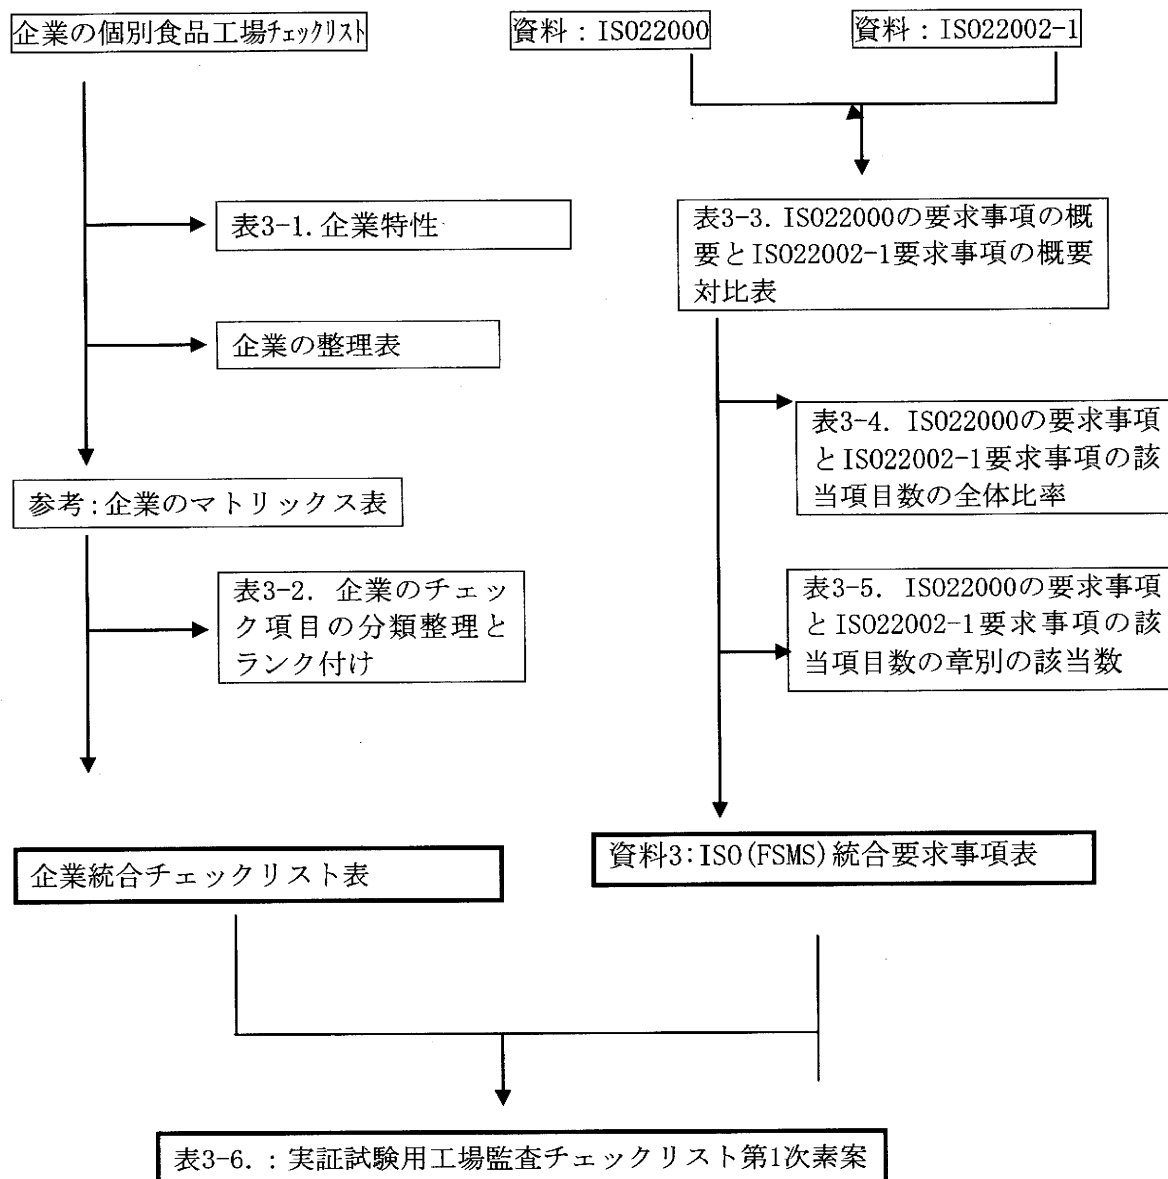 企業の個別食品工場チェックリスト
資料：ISO22000
資料：ISO22002-1
表3-1.企業特性
企業の整理表
参考:企業のマトリックス表
表3-2. 企業のチェッ
ク項目の分類整理と
ランク付け
企業統合チェックリスト表
表3-3.ISO22000の要求事項の概
要とISO22002-1要求事項の概要
対比表
表3-4. ISO22000の要求事項
とISO22002-1要求事項の該
当項目数の全体比率
表3-5. ISO22000の要求事項
とISO22002-1要求事項の該
当項目数の章別の該当数
資料3:ISO(FSMS)統合要求事項表
表3-6.：実証試験用工場監査チェックリスト第1次素案